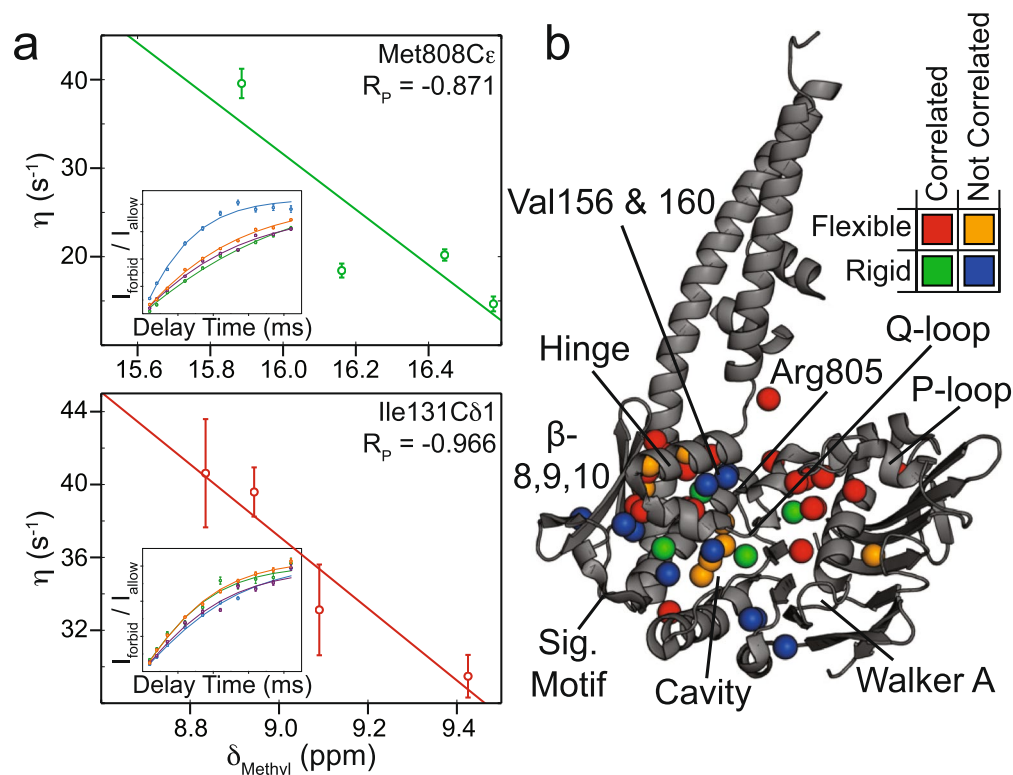 a
Met808Cε
R_P = -0.871
η (s⁻¹)
40
30
20
I_forbid / I_allow
Delay Time (ms)
15.6 15.8 16.0 16.2 16.4
Ile131Cδ1
R_P = -0.966
η (s⁻¹)
44
40
36
32
I_forbid / I_allow
Delay Time (ms)
8.8 9.0 9.2 9.4
δ_Methyl (ppm)
b
Correlated
Not Correlated
Flexible
Rigid
Val156 & 160
Hinge
Arg805
Q-loop
P-loop
β-
8,9,10
Sig.
Motif
Cavity
Walker A